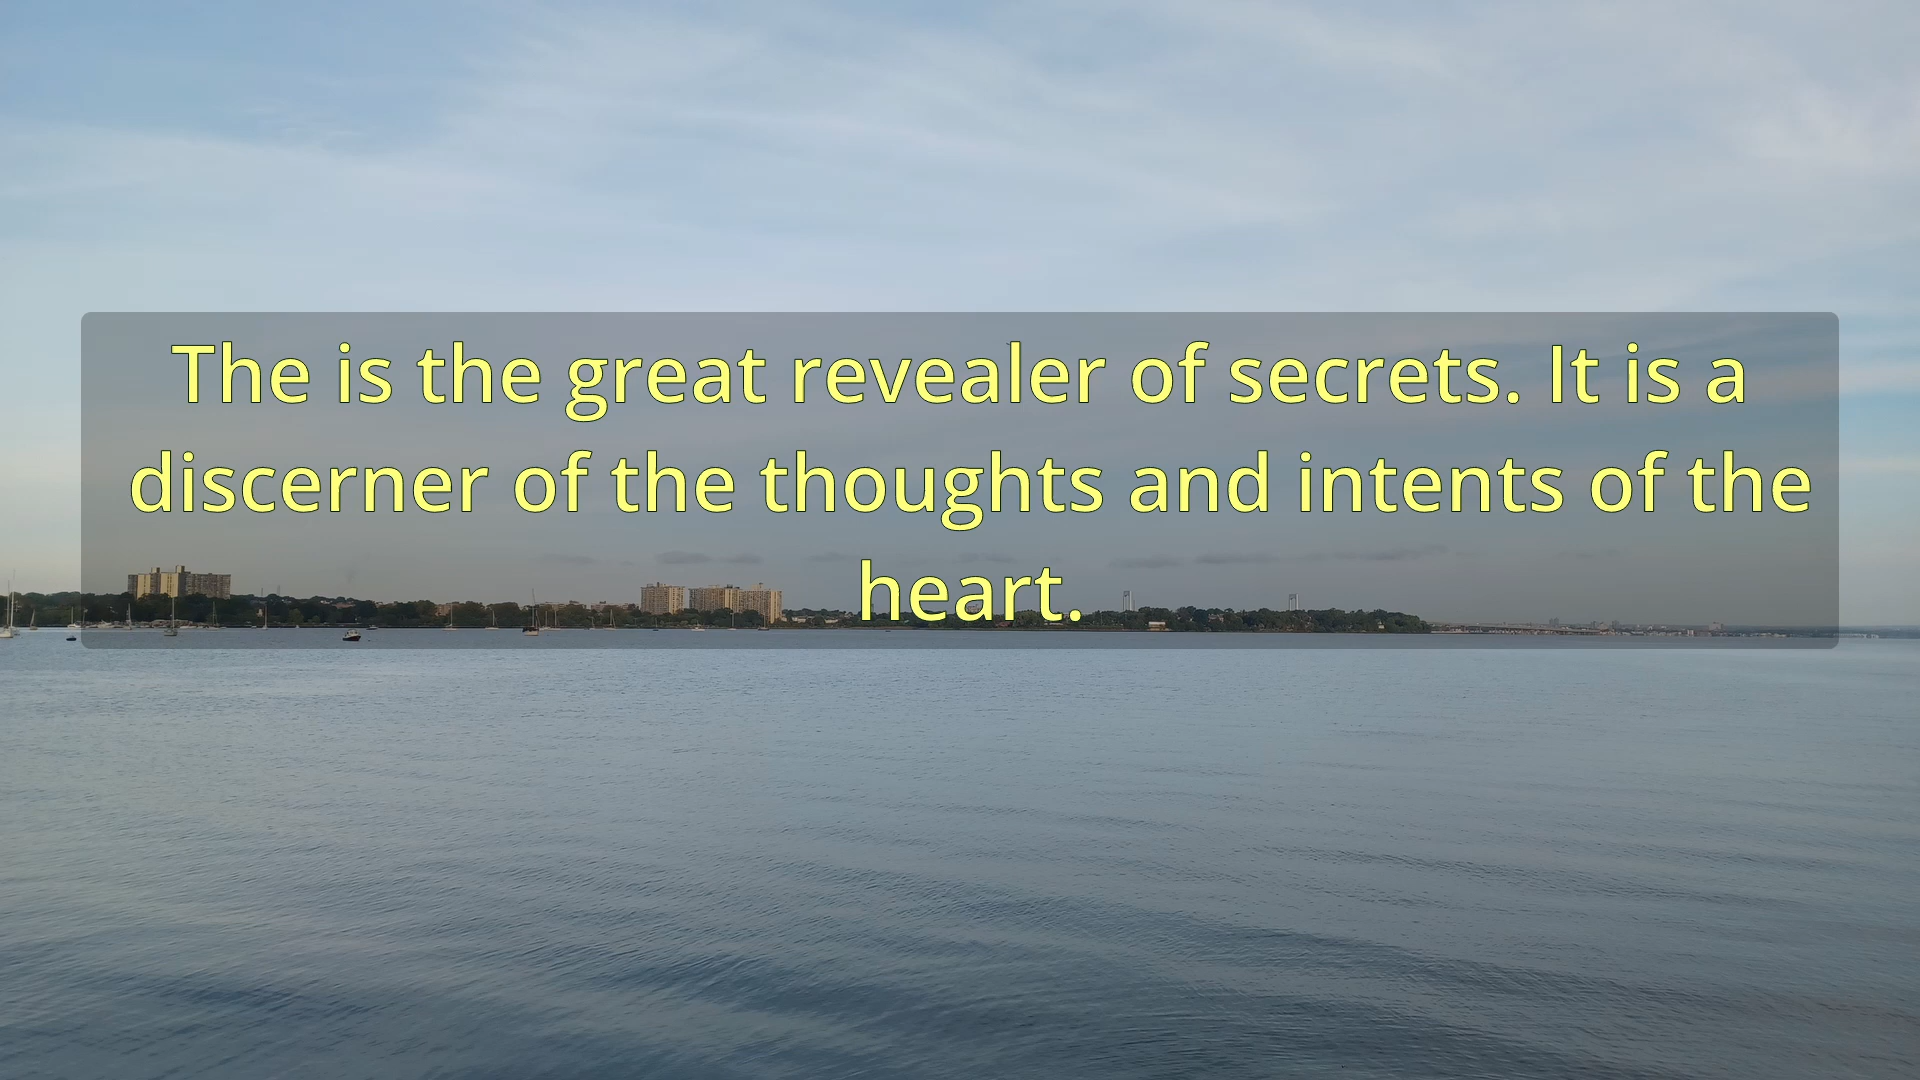 The is the great revealer of secrets. It is a
discerner of the thoughts and intents of the
heart.